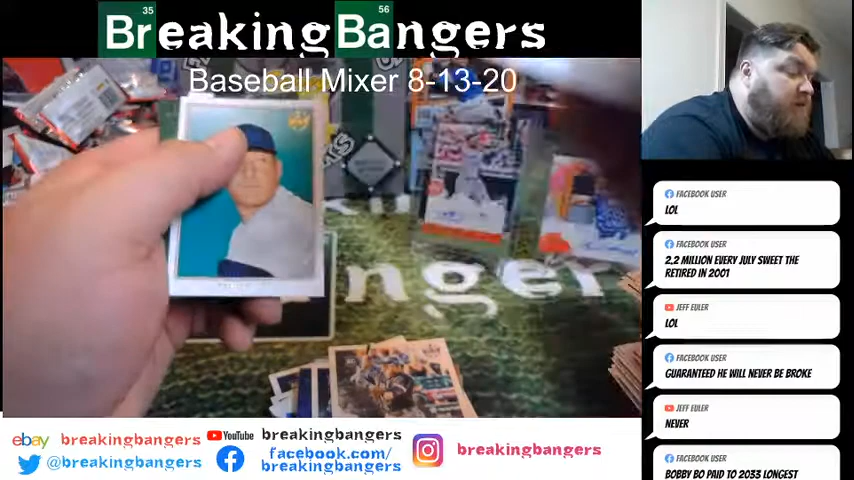 35 56
BreakingBangers
Baseball Mixer 8-13-20
nger
FACEBOOK USER
LOL
FACEBOOK USER
2,2 MILLION EVERY JULY SWEET THE
RETIRED IN 2001
JEFF EULER
LOL
FACEBOOK USER
GUARANTEED HE WILL NEVER BE BROKE
JEFF EULER
NEVER
FACEBOOK USER
BOBBY BO PAID TO 2033 LONGEST
ebay breakingbangers
YouTube breakingbangers
@breakingbangers
facebook.com/
breakingbangers
breakingbangers